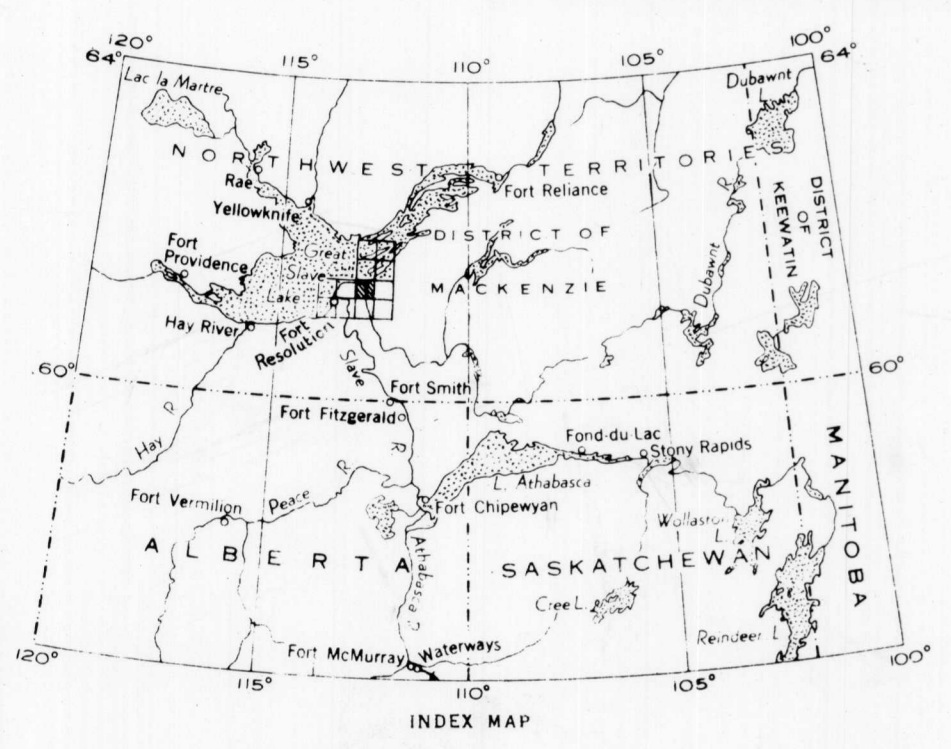 120°
115°
110°
105°
100°
64°
64°
Lac la Martre
Dubawnt
NORTHWEST TERRITORIES
Rae
Fort Reliance
Yellowknife
DISTRICT OF
MACKENZIE
DISTRICT
OF
KEEWATIN
Great
Slave
Lake
Fort
Providence
Dubawnt
R
Hay River
Fort
Resolution
Slave
R
60°
60°
Fort Smith
Fort Fitzgerald
Hay R
Fond-du-Lac
Stony Rapids
L. Athabasca
Peace R
Fort Vermilion
Fort Chipewyan
Wollaston
L.
MANITOBA
ALBERTA
SASKATCHEWAN
Athabasca R
Cree L.
Reindeer L
Fort McMurray
Waterways
120°
115°
110°
105°
100°
INDEX MAP